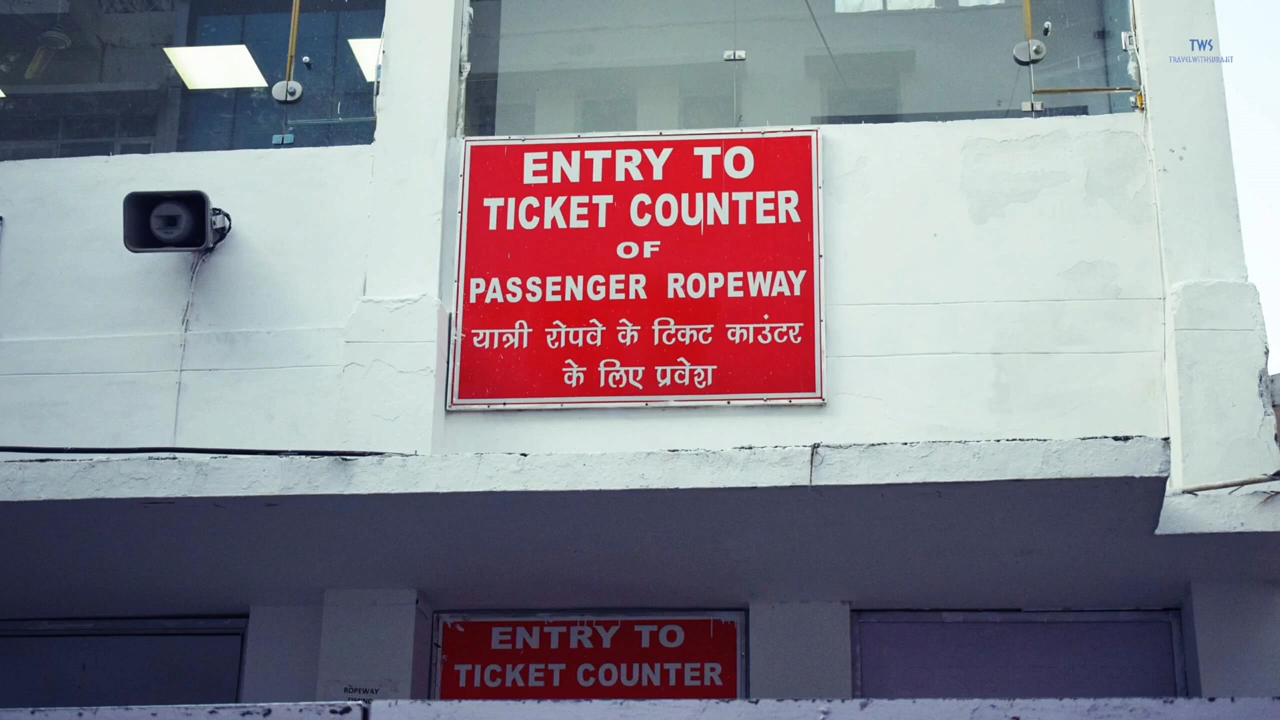 TWS
TRAVELWITHSURAJIT
ENTRY TO
TICKET COUNTER
OF
PASSENGER ROPEWAY
यात्री रोपवे के टिकट काउंटर
के लिए प्रवेश
ENTRY TO
TICKET COUNTER
ROPEWAY